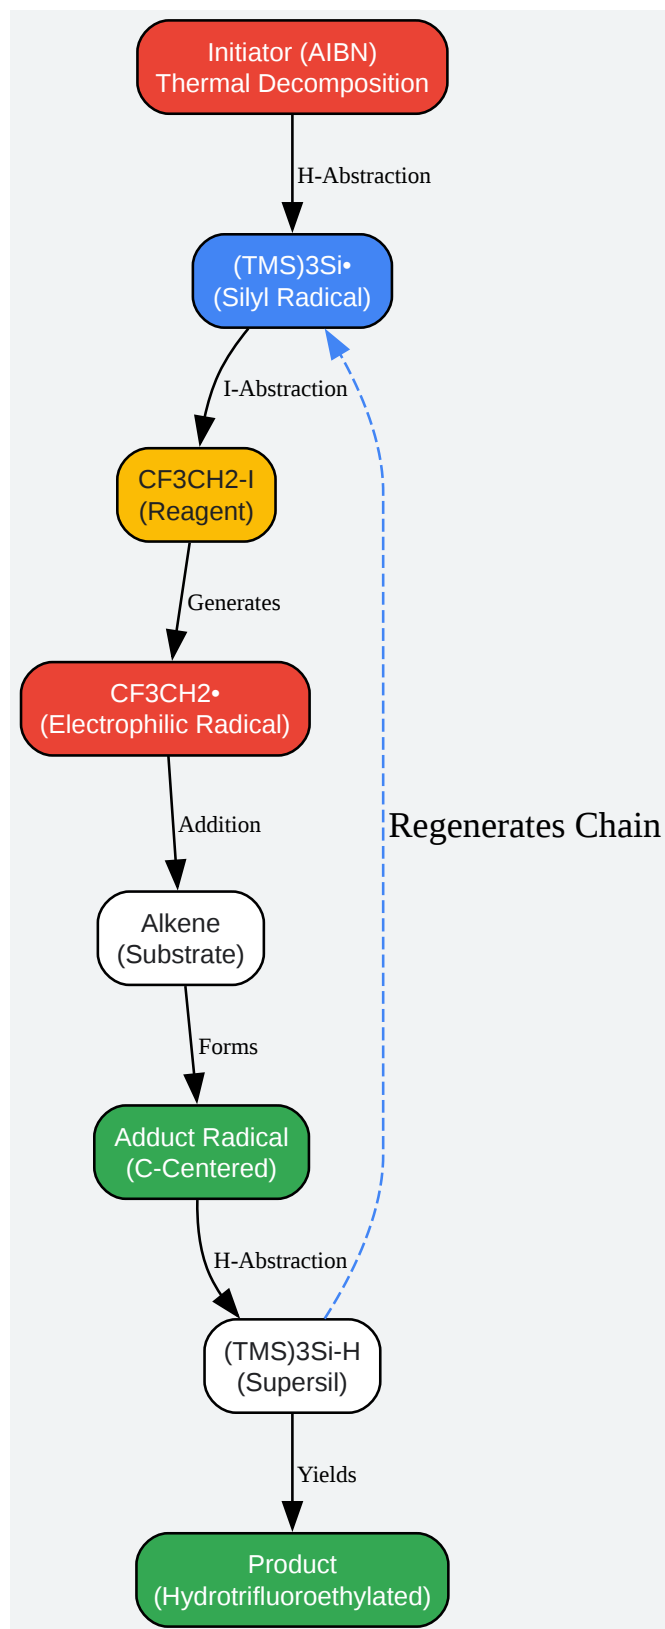 Initiator (AIBN)
Thermal Decomposition
H-Abstraction
(TMS)3Si•
(Silyl Radical)
I-Abstraction
CF3CH2-I
(Reagent)
Generates
CF3CH2•
(Electrophilic Radical)
Addition
Regenerates Chain
Alkene
(Substrate)
Forms
Adduct Radical
(C-Centered)
H-Abstraction
(TMS)3Si-H
(Supersil)
Yields
Product
(Hydrotrifluoroethylated)